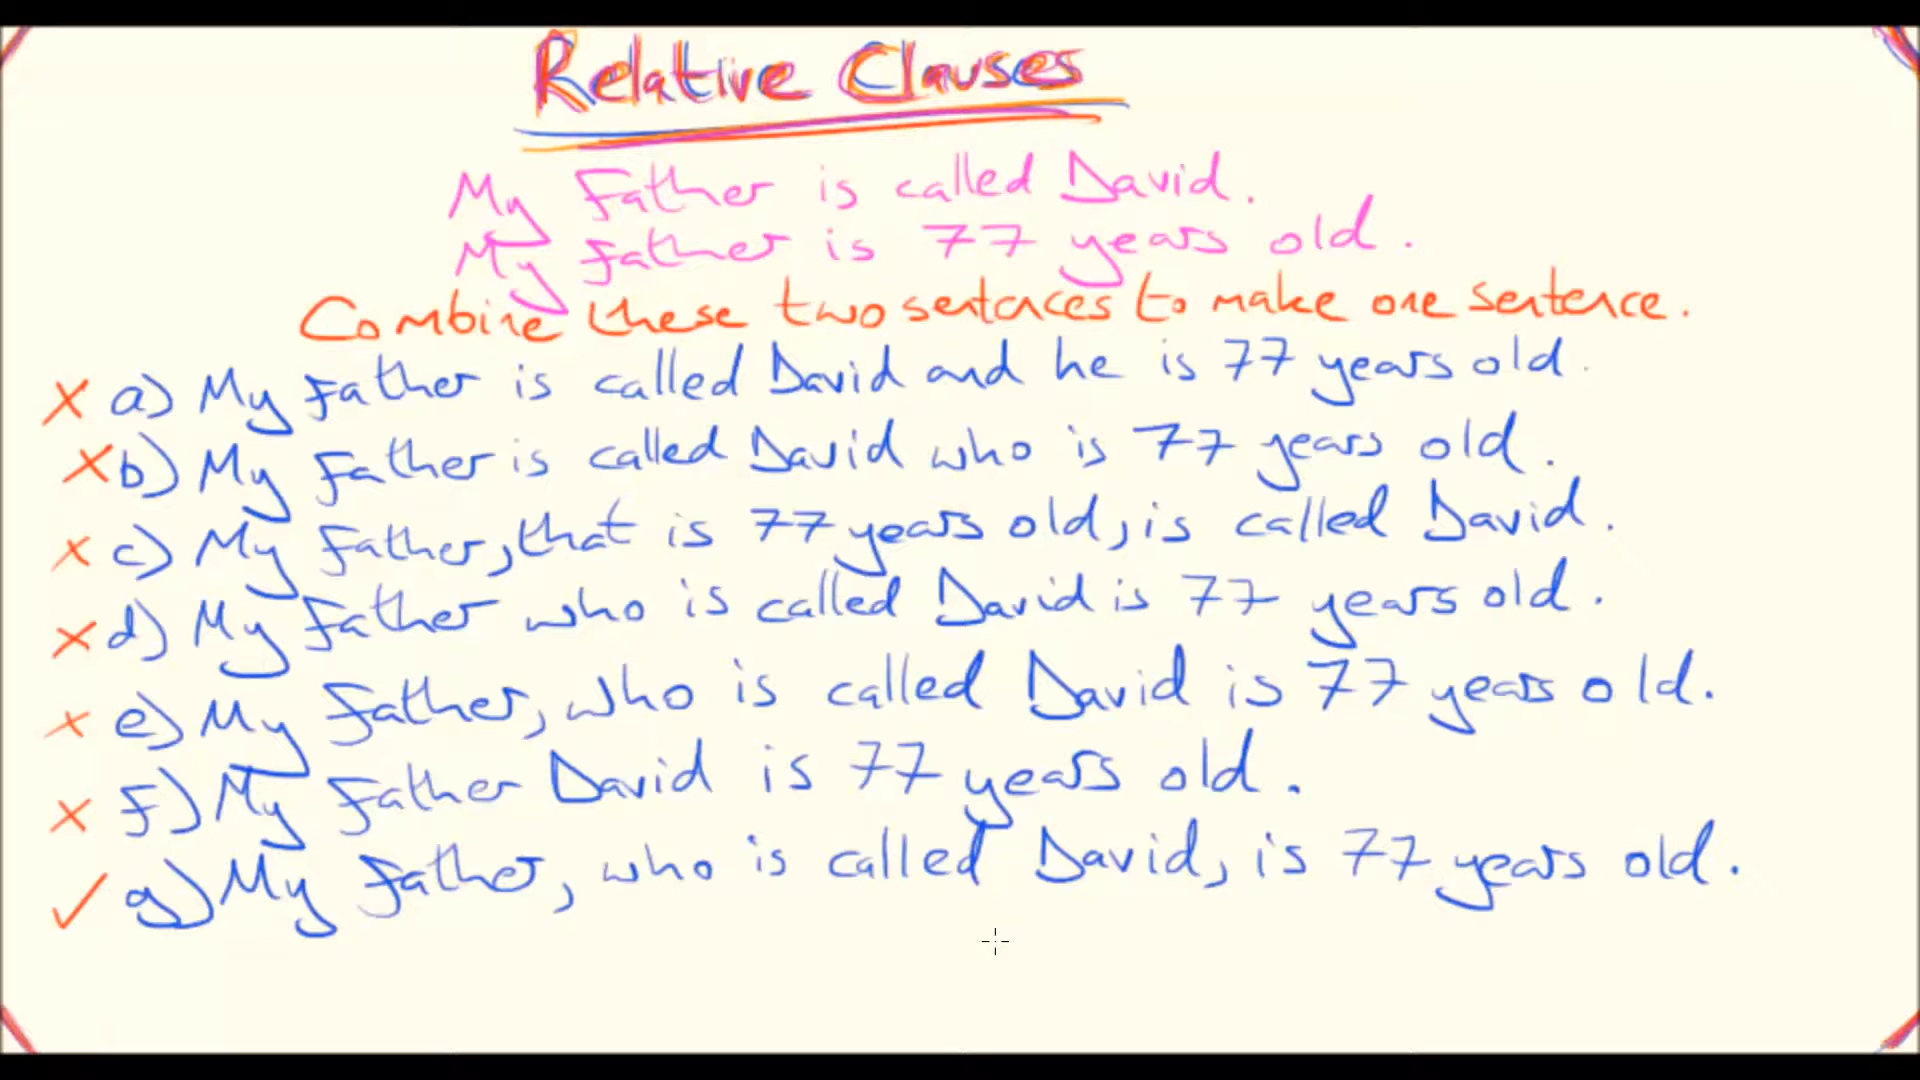 Relative Clauses
My Father is called David.
My Father is 77 years old.
Combine these two sentences to make one sentence.
× a) My Father is called David and he is 77 years old.
× b) My Father is called David who is 77 years old.
× c) My Father, that is 77 years old, is called David.
× d) My Father who is called David is 77 years old.
× e) My Father, who is called David is 77 years old.
× f) My Father David is 77 years old.
✓ g) My Father, who is called David, is 77 years old.